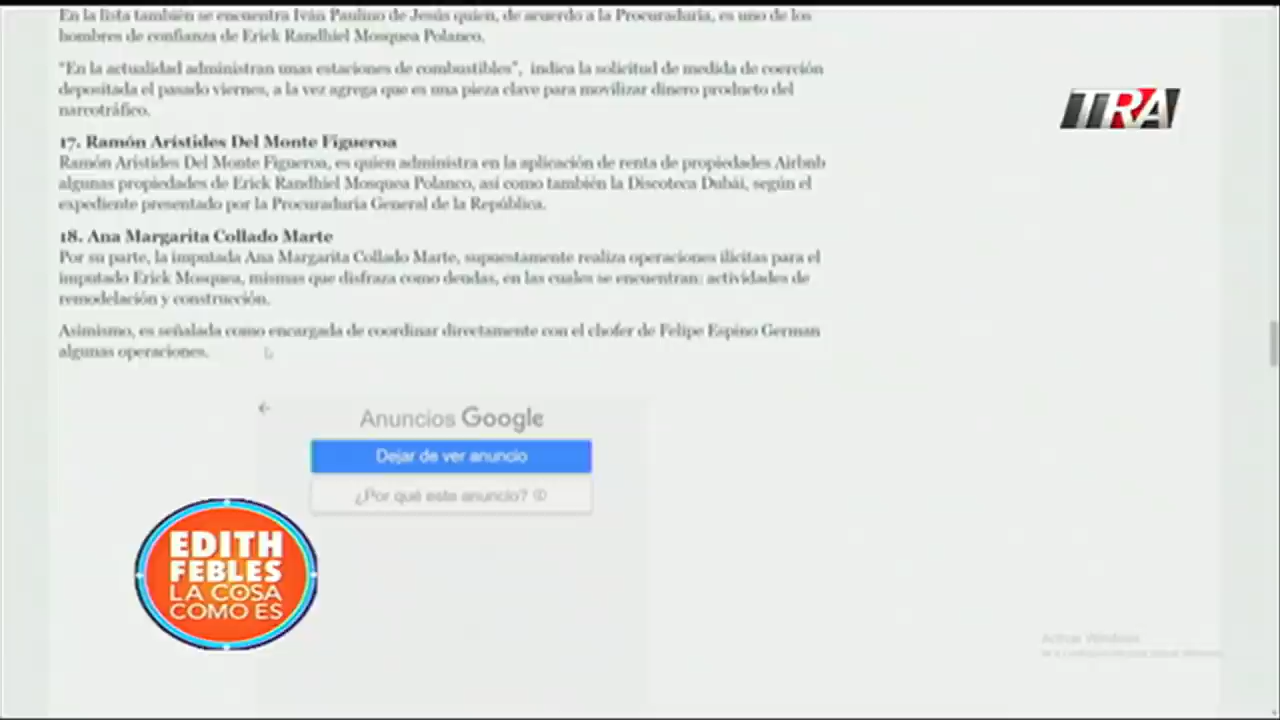 En la lista también se encuentra Iván Paulino de Jesús quien, de acuerdo a la Procuraduría, es uno de los
hombres de confianza de Erick Randhiel Mosquea Polanco.
"En la actualidad administran unas estaciones de combustibles", indica la solicitud de medida de coerción
depositada el pasado viernes, a la vez agrega que es una pieza clave para movilizar dinero producto del
narcotráfico.
17. Ramón Arístides Del Monte Figueroa
Ramón Arístides Del Monte Figueroa, es quien administra en la aplicación de renta de propiedades Airbnb
algunas propiedades de Erick Randhiel Mosquea Polanco, así como también la Discoteca Dubái, según el
expediente presentado por la Procuraduría General de la República.
18. Ana Margarita Collado Marte
Por su parte, la imputada Ana Margarita Collado Marte, supuestamente realiza operaciones ilícitas para el
imputado Erick Mosquea, mismas que disfraza como deudas, en las cuales se encuentran: actividades de
remodelación y construcción.
Asimismo, es señalada como encargada de coordinar directamente con el chofer de Felipe Espino German
algunas operaciones.
TRA
Anuncios Google
Dejar de ver anuncio
¿Por qué este anuncio?
EDITH
FEBLES
LA COSA
COMO ES
Activar Windows